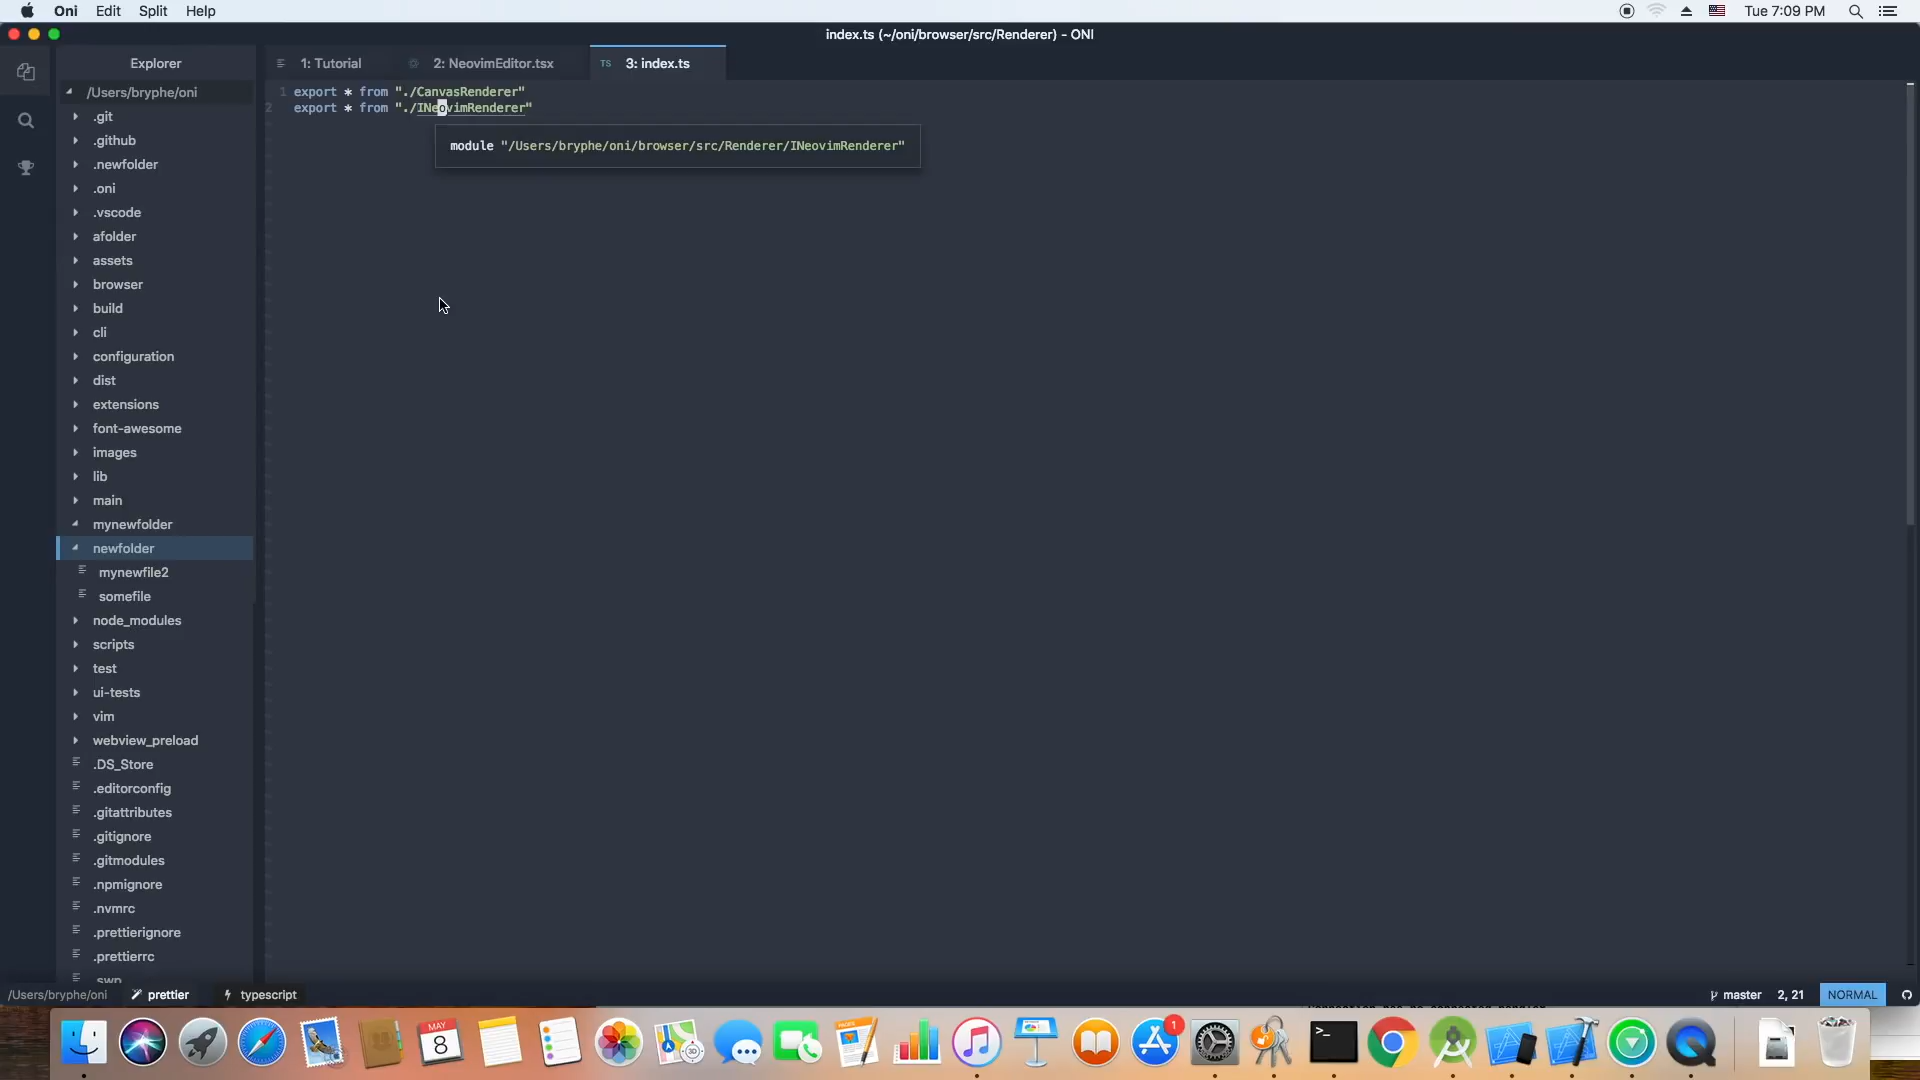 Oni Edit Split Help
Tue 7:09 PM
index.ts (~/oni/browser/src/Renderer) - ONI
Explorer
1: Tutorial
2: NeovimEditor.tsx
TS 3: index.ts
/Users/bryphe/oni
.git
.github
.newfolder
.oni
.vscode
afolder
assets
browser
build
cli
configuration
dist
extensions
font-awesome
images
lib
main
mynewfolder
newfolder
mynewfile2
somefile
node_modules
scripts
test
ui-tests
vim
webview_preload
.DS_Store
.editorconfig
.gitattributes
.gitignore
.gitmodules
.npmignore
.nvmrc
.prettierignore
.prettierrc
1 export * from "./CanvasRenderer"
2 export * from "./INeovimRenderer"
module "/Users/bryphe/oni/browser/src/Renderer/INeovimRenderer"
/Users/bryphe/oni prettier typescript
master 2, 21 NORMAL
MAY
8
PAGES
3D
1
>_